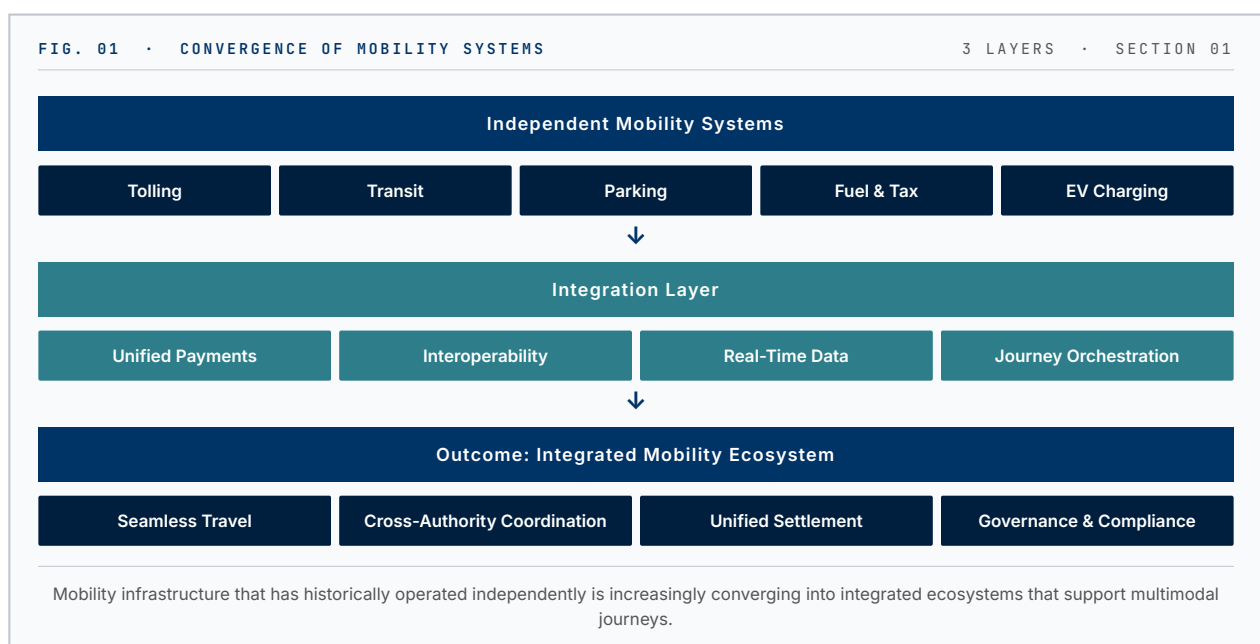 FIG. 01 · CONVERGENCE OF MOBILITY SYSTEMS
3 LAYERS · SECTION 01
Independent Mobility Systems
Tolling
Transit
Parking
Fuel & Tax
EV Charging
↓
Integration Layer
Unified Payments
Interoperability
Real-Time Data
Journey Orchestration
↓
Outcome: Integrated Mobility Ecosystem
Seamless Travel
Cross-Authority Coordination
Unified Settlement
Governance & Compliance
Mobility infrastructure that has historically operated independently is increasingly converging into integrated ecosystems that support multimodal
journeys.